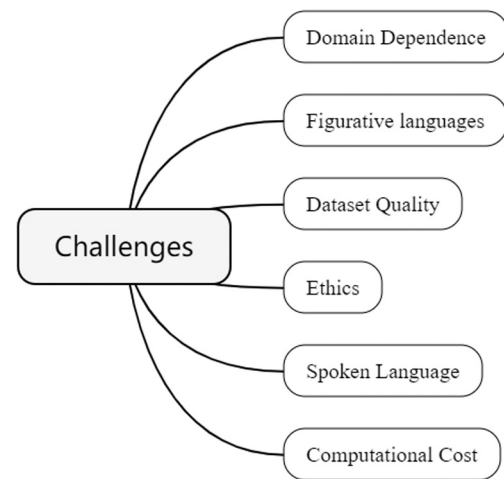 Domain Dependence
Figurative languages
Dataset Quality
Challenges
Ethics
Spoken Language
Computational Cost